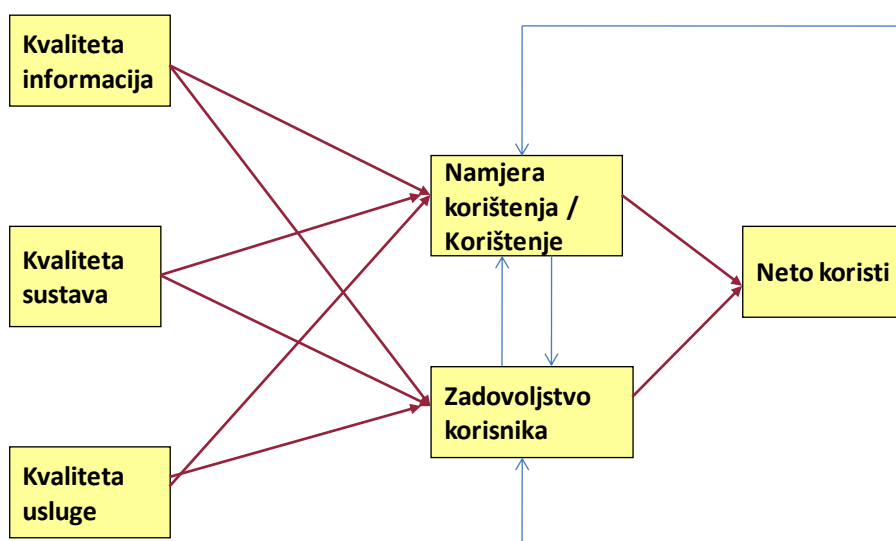 Kvaliteta
informacija
Namjera
korištenja /
Korištenje
Kvaliteta
sustava
Neto koristi
Zadovoljstvo
korisnika
Kvaliteta
usluge